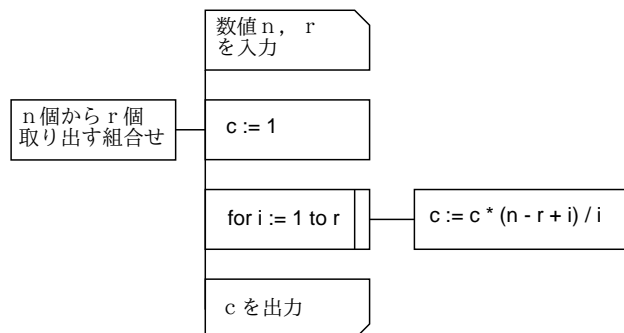 数値ｎ，ｒ
を入力
ｎ個からｒ個
取り出す組合せ
c := 1
for i := 1 to r
c := c * (n - r + i) / i
ｃを出力